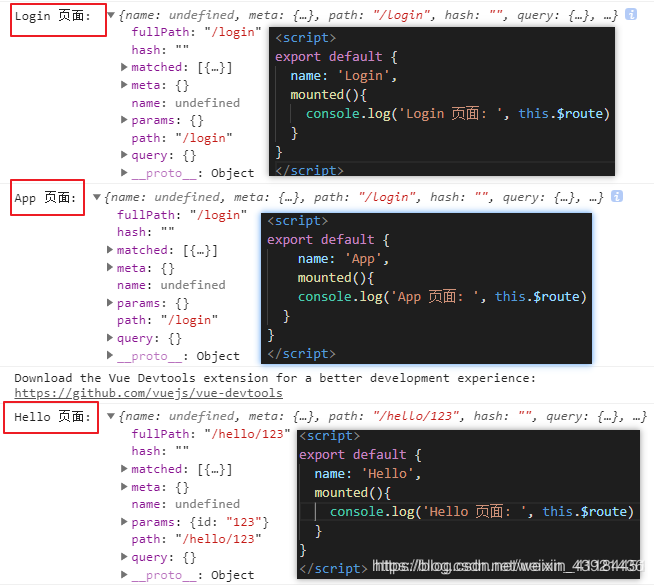 Login 页面: ▼{name: undefined, meta: {…}, path: "/login", hash: "", query: {…}, …} i
fullPath: "/login"
hash: ""
▶matched: [{…}]
▶meta: {}
name: undefined
▶params: {}
path: "/login"
▶query: {}
▶__proto__: Object
<script>
export default {
name: 'Login',
mounted(){
console.log('Login 页面: ', this.$route)
}
}
</script>
App 页面: ▼{name: undefined, meta: {…}, path: "/login", hash: "", query: {…}, …} i
fullPath: "/login"
hash: ""
▶matched: [{…}]
▶meta: {}
name: undefined
▶params: {}
path: "/login"
▶query: {}
▶__proto__: Object
<script>
export default {
name: 'App',
mounted(){
console.log('App 页面: ', this.$route)
}
}
</script>
Download the Vue Devtools extension for a better development experience:
https://github.com/vuejs/vue-devtools
Hello 页面: ▼{name: undefined, meta: {…}, path: "/hello/123", hash: "", query: {…}, …}
fullPath: "/hello/123"
hash: ""
▶matched: [{…}]
▶meta: {}
name: undefined
▶params: {id: "123"}
path: "/hello/123"
▶query: {}
▶__proto__: Object
<script>
export default {
name: 'Hello',
mounted(){
console.log('Hello 页面: ', this.$route)
}
}
</script>